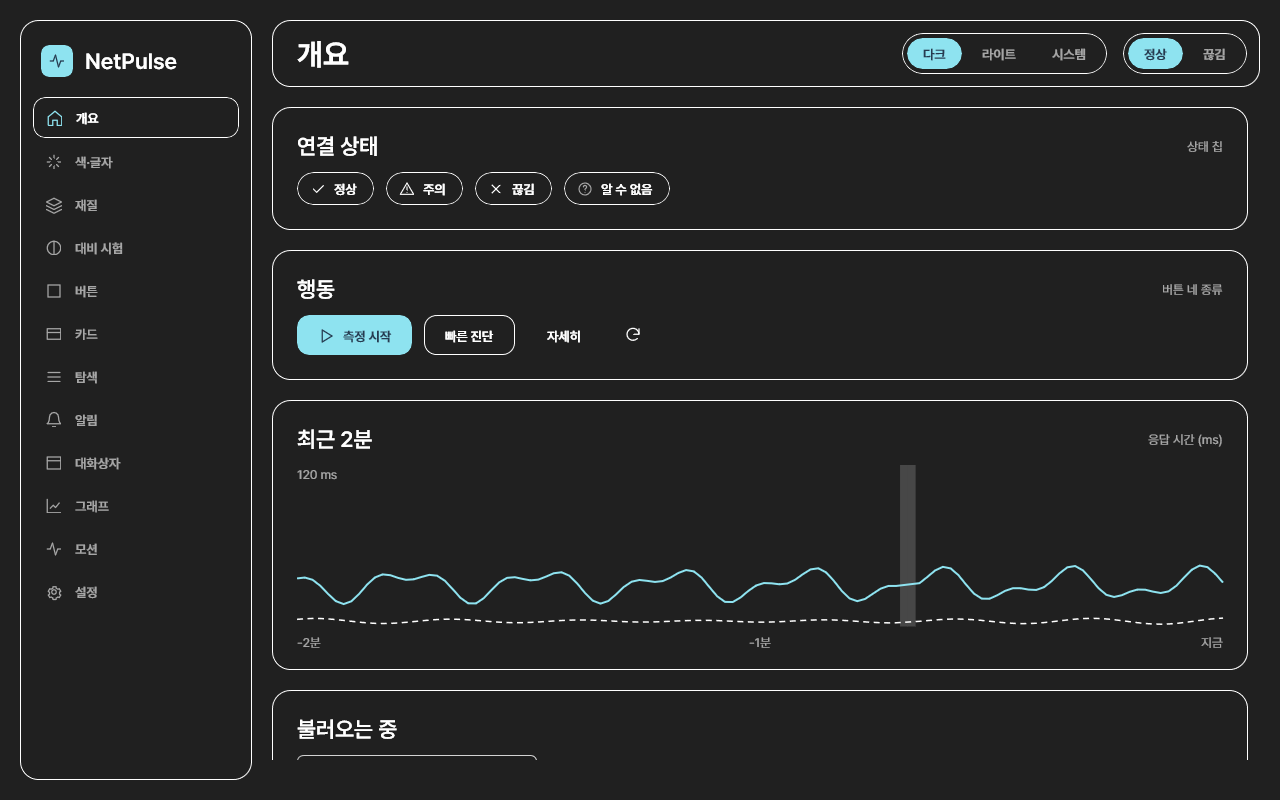 NetPulse
개요
색·글자
재질
대비 시험
버튼
카드
탐색
알림
대화상자
그래프
모션
설정
개요
다크 라이트 시스템 정상 끊김
연결 상태
상태 칩
정상 주의 끊김 알 수 없음
행동
버튼 네 종류
측정 시작 빠른 진단 자세히
최근 2분
응답 시간 (ms)
120 ms
-2분 -1분 지금
불러오는 중